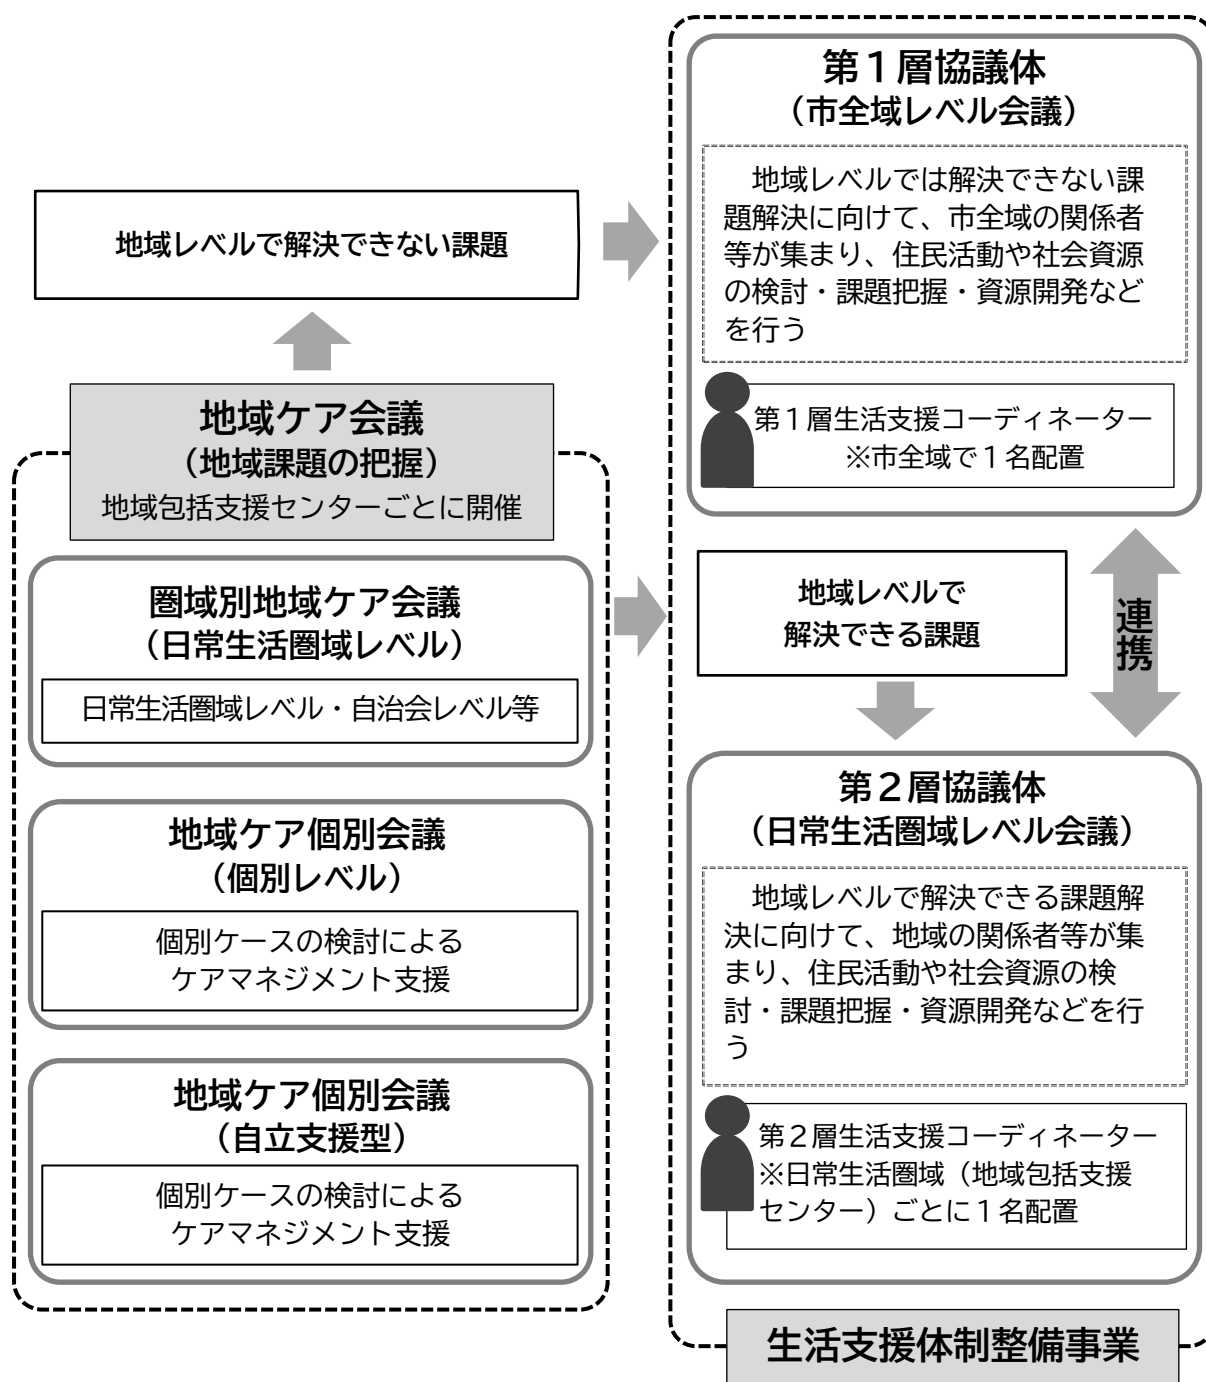 地域レベルで解決できない課題
地域ケア会議
（地域課題の把握）
地域包括支援センターごとに開催
圏域別地域ケア会議
（日常生活圏域レベル）
日常生活圏域レベル・自治会レベル等
地域ケア個別会議
（個別レベル）
個別ケースの検討による
ケアマネジメント支援
地域ケア個別会議
（自立支援型）
個別ケースの検討による
ケアマネジメント支援
第１層協議体
（市全域レベル会議）
地域レベルでは解決できない課
題解決に向けて、市全域の関係者
等が集まり、住民活動や社会資源
の検討・課題把握・資源開発など
を行う
第１層生活支援コーディネーター
※市全域で１名配置
地域レベルで
解決できる課題
連携
第２層協議体
（日常生活圏域レベル会議）
地域レベルで解決できる課題解
決に向けて、地域の関係者等が集
まり、住民活動や社会資源の検
討・課題把握・資源開発などを行
う
第２層生活支援コーディネーター
※日常生活圏域（地域包括支援
センター）ごとに１名配置
生活支援体制整備事業